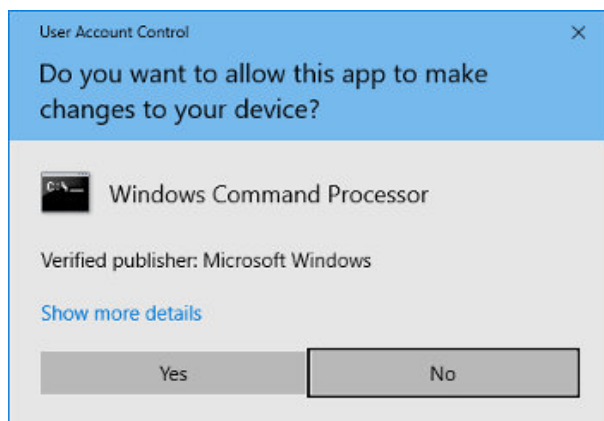 User Account Control
Do you want to allow this app to make
changes to your device?
C:\_
Windows Command Processor
Verified publisher: Microsoft Windows
Show more details
Yes
No